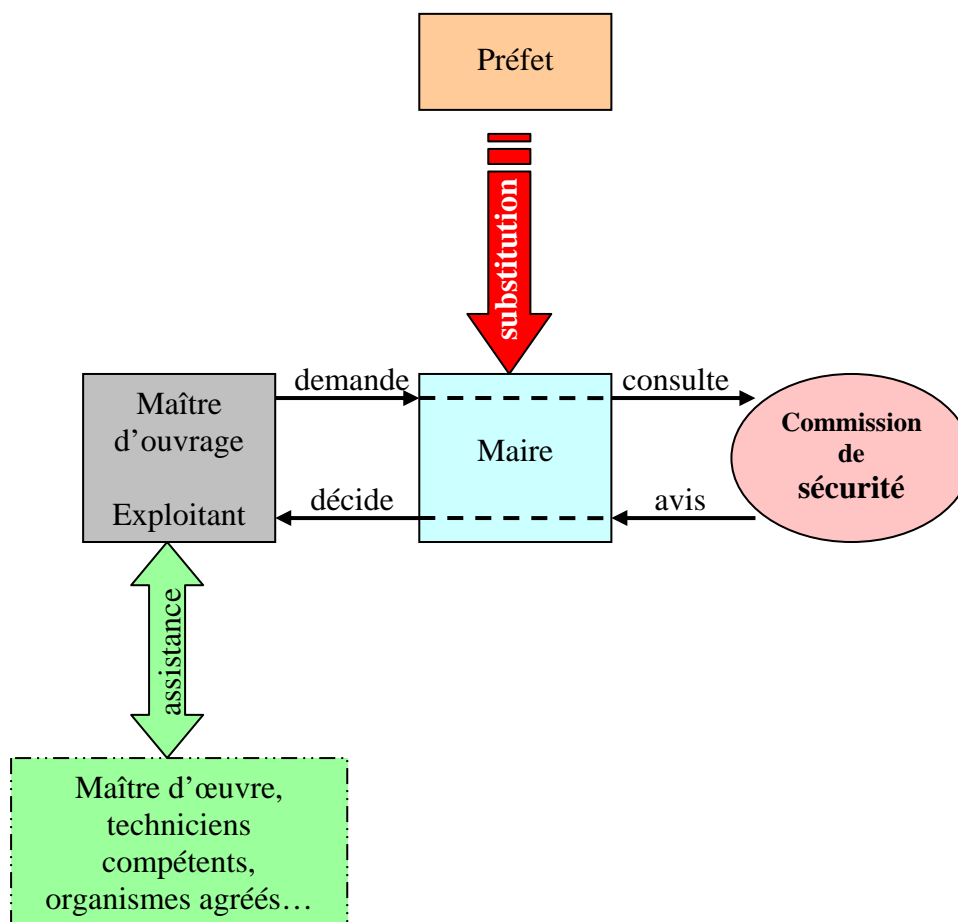 Préfet
substitution
demande
consulte
Maître
d’ouvrage
Exploitant
Maire
Commission
de
sécurité
décide
avis
assistance
Maître d’œuvre,
techniciens
compétents,
organismes agréés…